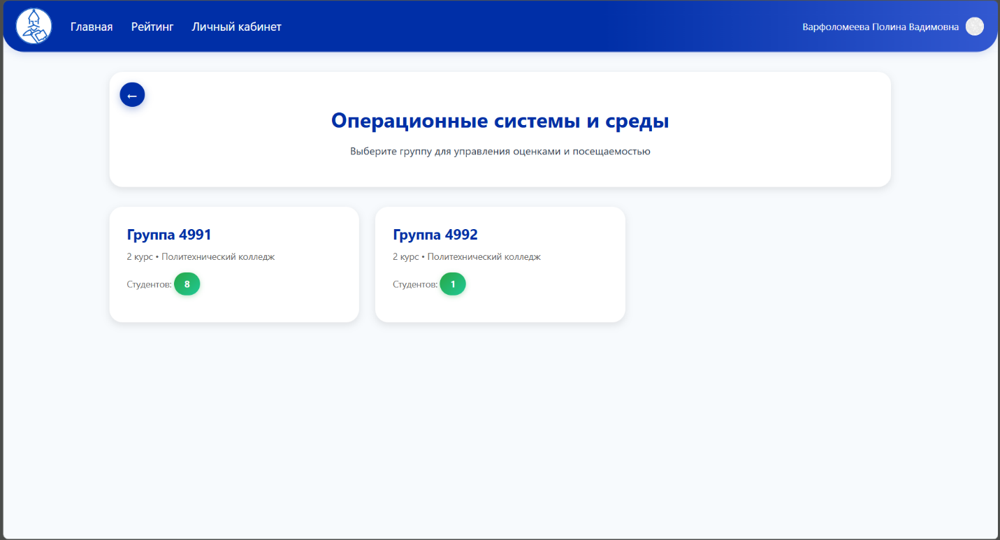 Главная Рейтинг Личный кабинет Варфоломеева Полина Вадимовна
←
Операционные системы и среды
Выберите группу для управления оценками и посещаемостью
Группа 4991
2 курс • Политехнический колледж
Студентов: 8
Группа 4992
2 курс • Политехнический колледж
Студентов: 1